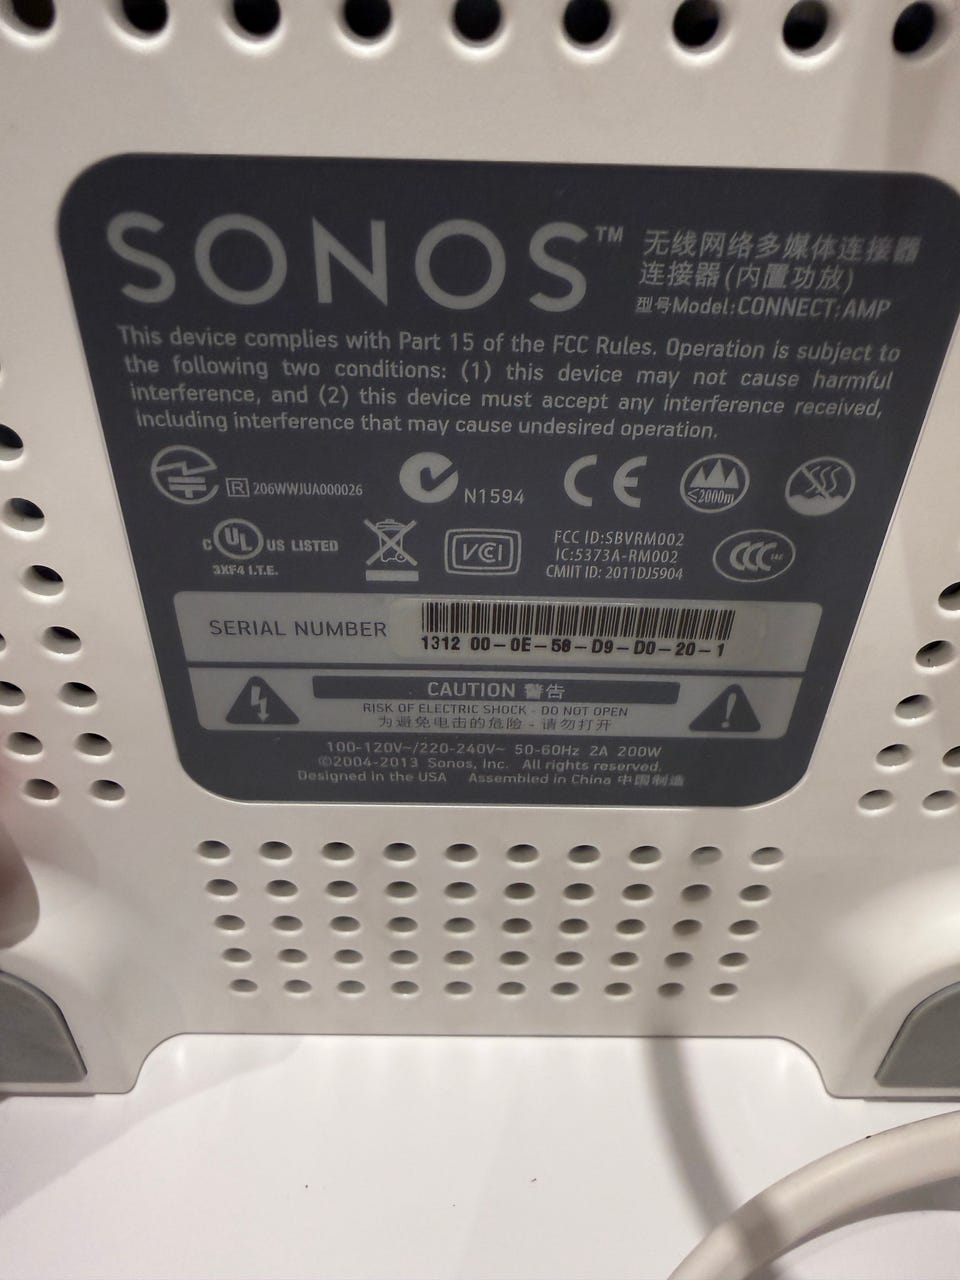 SONOS™
无线网络多媒体连接器
连接器(内置功放)
型号Model:CONNECT:AMP
This device complies with Part 15 of the FCC Rules. Operation is subject to
the following two conditions: (1) this device may not cause harmful
interference, and (2) this device must accept any interference received,
including interference that may cause undesired operation.
R 206WWJUA000026
N1594
CE
≤2000m
C UL US LISTED
3XF4 I.T.E.
VCI
FCC ID:SBVRM002
IC:5373A-RM002
CMIIT ID: 2011DJ5904
CCC
SERIAL NUMBER
1312 00-0E-58-D9-D0-20-1
CAUTION 警告
RISK OF ELECTRIC SHOCK - DO NOT OPEN
为避免电击的危险 - 请勿打开
100-120V~/220-240V~ 50-60Hz 2A 200W
©2004-2013 Sonos, Inc. All rights reserved.
Designed in the USA Assembled in China 中国制造